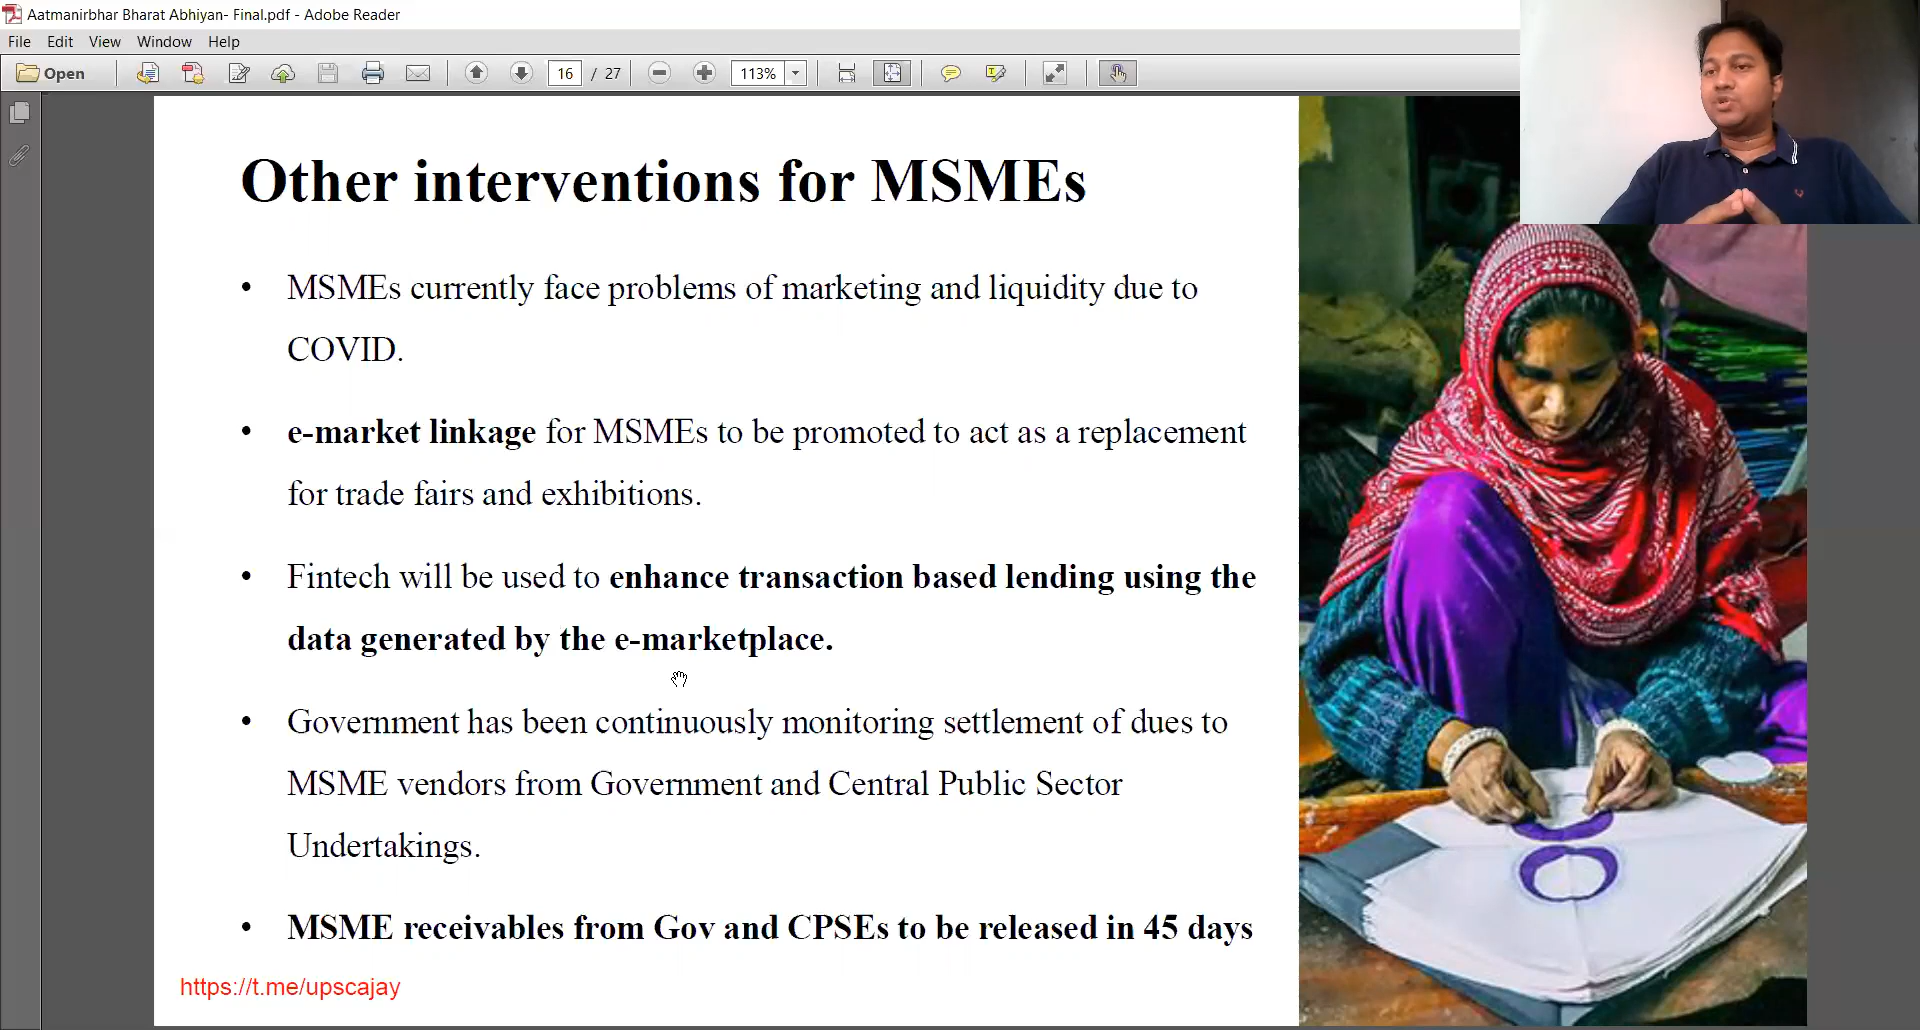 Aatmanirbhar Bharat Abhiyan- Final.pdf - Adobe Reader
File Edit View Window Help
Open 16 / 27 113%
Other interventions for MSMEs
• MSMEs currently face problems of marketing and liquidity due to
COVID.
• e-market linkage for MSMEs to be promoted to act as a replacement
for trade fairs and exhibitions.
• Fintech will be used to enhance transaction based lending using the
data generated by the e-marketplace.
• Government has been continuously monitoring settlement of dues to
MSME vendors from Government and Central Public Sector
Undertakings.
• MSME receivables from Gov and CPSEs to be released in 45 days
https://t.me/upscajay